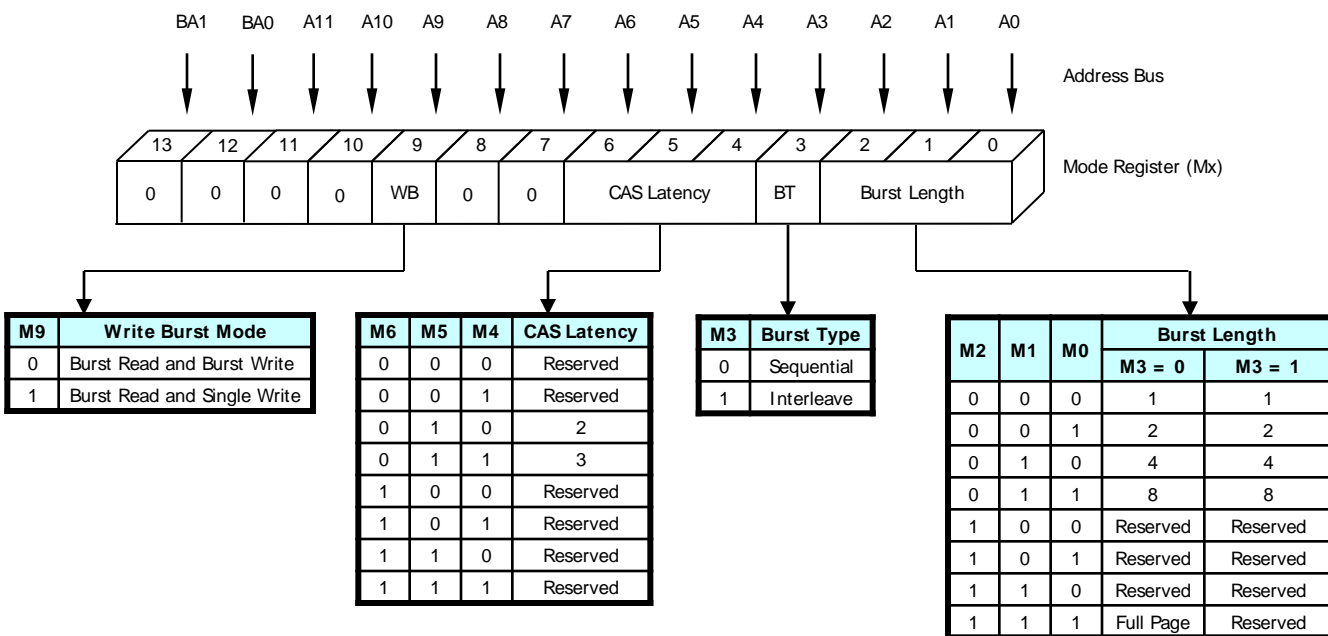 BA1 BA0 A11 A10 A9 A8 A7 A6 A5 A4 A3 A2 A1 A0
Address Bus
13 12 11 10 9 8 7 6 5 4 3 2 1 0
Mode Register (Mx)
0 0 0 0 WB 0 0 CAS Latency BT Burst Length
M9 Write Burst Mode
0 Burst Read and Burst Write
1 Burst Read and Single Write
M6 M5 M4 CAS Latency
0 0 0 Reserved
0 0 1 Reserved
0 1 0 2
0 1 1 3
1 0 0 Reserved
1 0 1 Reserved
1 1 0 Reserved
1 1 1 Reserved
M3 Burst Type
0 Sequential
1 Interleave
M2 M1 M0 Burst Length
M3 = 0 M3 = 1
0 0 0 1 1
0 0 1 2 2
0 1 0 4 4
0 1 1 8 8
1 0 0 Reserved Reserved
1 0 1 Reserved Reserved
1 1 0 Reserved Reserved
1 1 1 Full Page Reserved